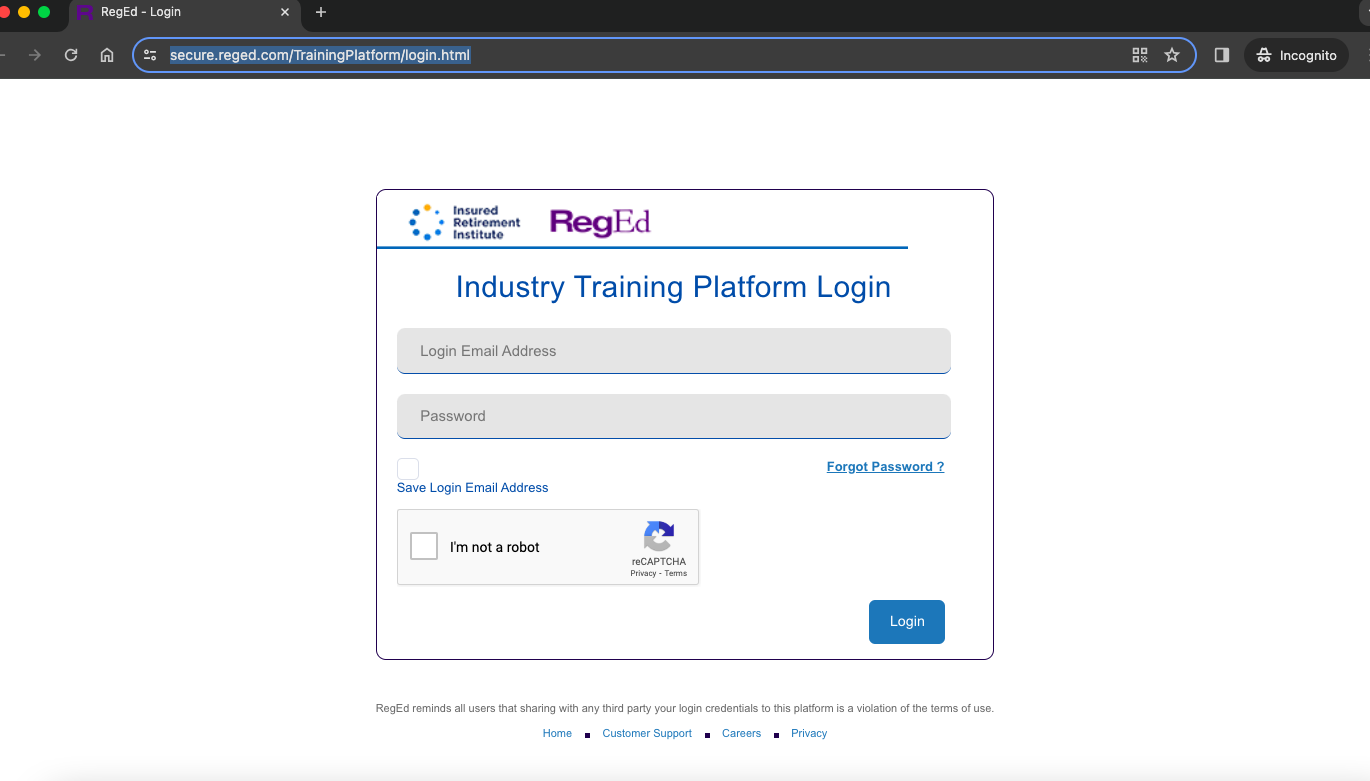 RegEd - Login
secure.reged.com/TrainingPlatform/login.html
Incognito
Insured
Retirement
Institute
RegEd
Industry Training Platform Login
Login Email Address
Password
Forgot Password ?
Save Login Email Address
I'm not a robot
reCAPTCHA
Privacy - Terms
Login
RegEd reminds all users that sharing with any third party your login credentials to this platform is a violation of the terms of use.
Home ■ Customer Support ■ Careers ■ Privacy